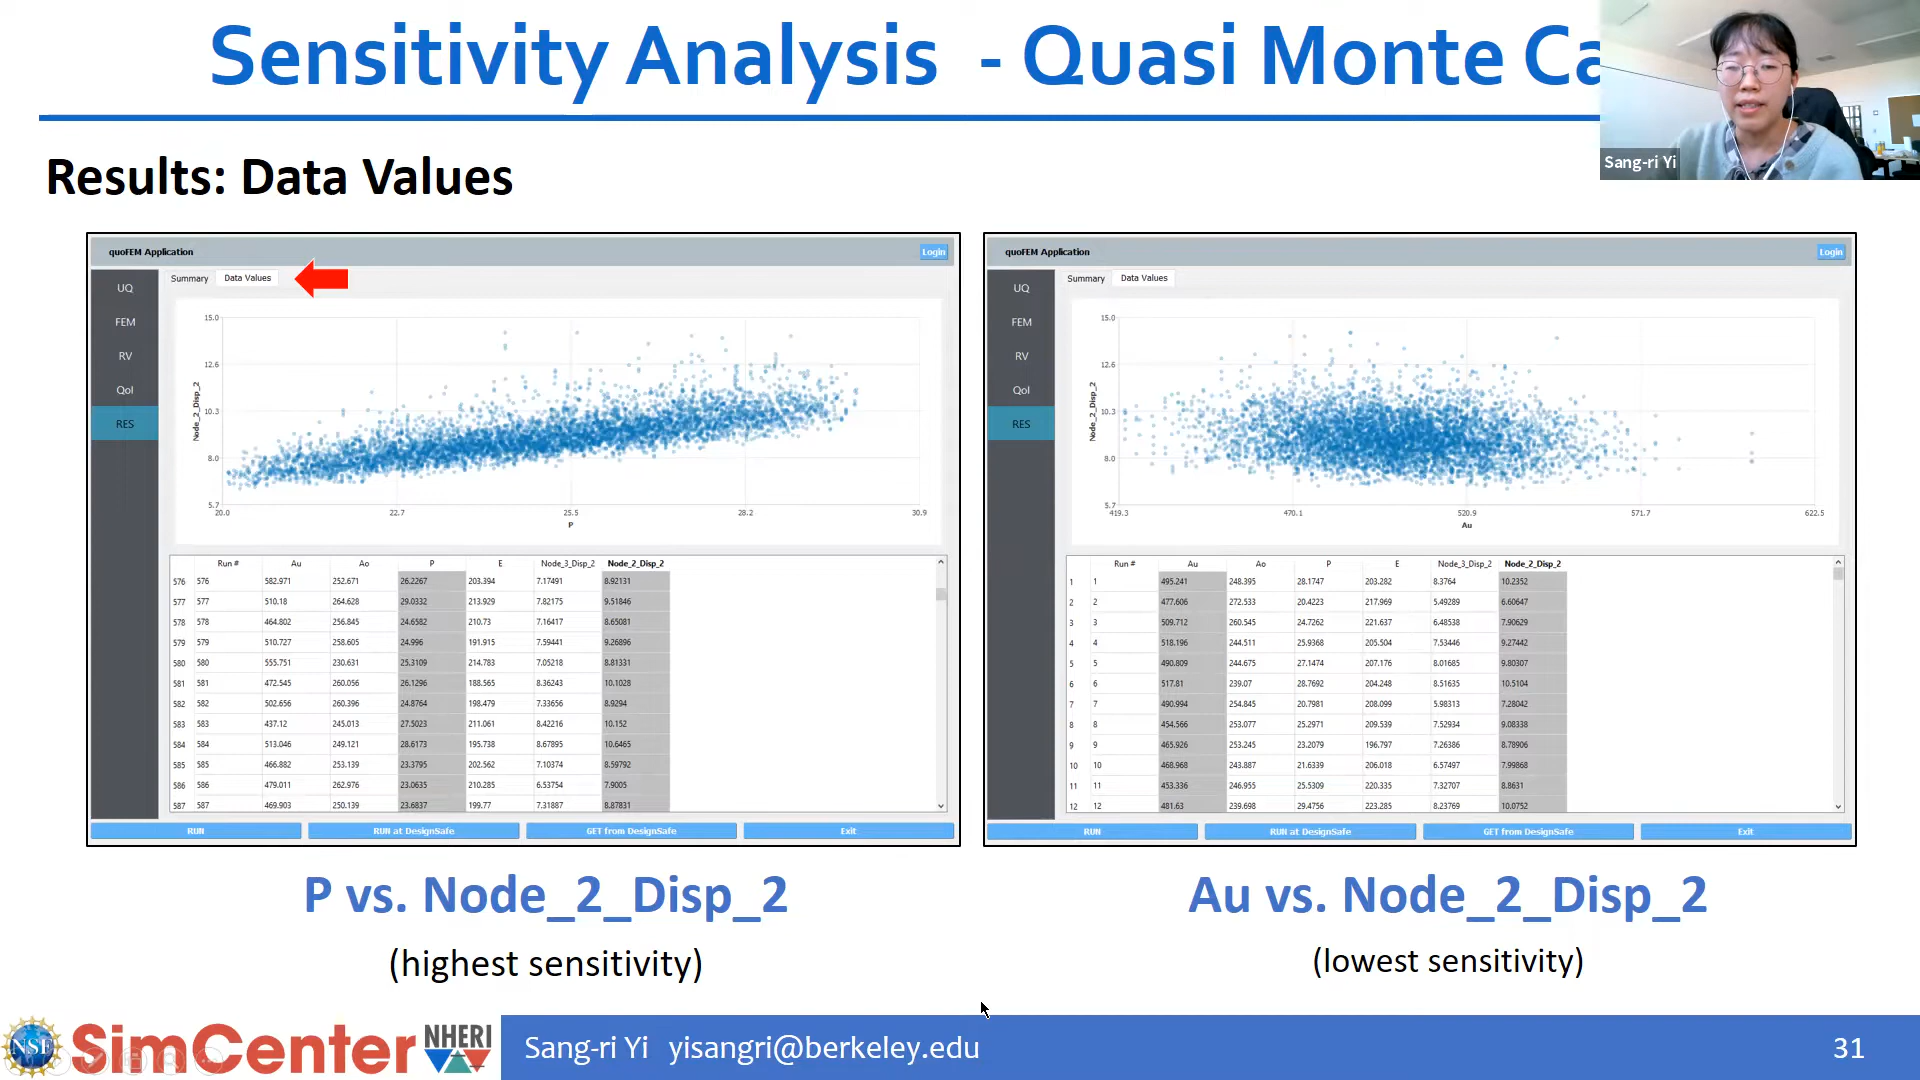 Sensitivity Analysis - Quasi Monte Ca
Sang-ri Yi
Results: Data Values
quoFEM Application
Login
Summary
Data Values
UQ
FEM
RV
QoI
RES
15.0
12.6
10.3
8.0
5.7
Node_2_Disp_2
20.0 22.7 25.5 28.2 30.9
P
Run # Au Ao P E Node_3_Disp_2 Node_2_Disp_2
576 576 582.971 252.671 26.2267 203.394 7.17491 8.92131
577 577 510.18 264.628 29.0332 213.929 7.82175 9.51846
578 578 464.802 256.845 24.6582 210.73 7.16417 8.65081
579 579 510.727 258.605 24.996 191.915 7.59441 9.26896
580 580 555.751 230.631 25.3109 214.783 7.05218 8.81331
581 581 472.545 260.056 26.1296 188.565 8.36243 10.1028
582 582 502.656 260.396 24.8764 198.479 7.33656 8.9294
583 583 437.12 245.013 27.5023 211.061 8.42216 10.152
584 584 513.046 249.121 28.6173 195.738 8.67895 10.6465
585 585 466.882 253.139 23.3795 202.562 7.10374 8.59792
586 586 479.011 262.976 23.0635 210.285 6.53754 7.9005
587 587 469.903 250.139 23.6837 199.77 7.31887 8.87831
RUN
RUN at DesignSafe
GET from DesignSafe
Exit
quoFEM Application
Login
Summary
Data Values
UQ
FEM
RV
QoI
RES
15.0
12.6
10.3
8.0
5.7
Node_2_Disp_2
419.3 470.1 520.9 571.7 622.5
Au
Run # Au Ao P E Node_3_Disp_2 Node_2_Disp_2
1 1 495.241 248.395 28.1747 203.282 8.3764 10.2352
2 2 477.606 272.533 20.4223 217.969 5.49289 6.60647
3 3 509.712 260.545 24.7262 221.637 6.48538 7.90629
4 4 518.196 244.511 25.9368 205.504 7.53446 9.27442
5 5 490.809 244.675 27.1474 207.176 8.01685 9.80307
6 6 517.81 239.07 28.7692 204.248 8.51635 10.5104
7 7 490.994 254.845 20.7981 208.099 5.98313 7.28042
8 8 454.566 253.077 25.2971 209.539 7.52934 9.08338
9 9 465.926 253.245 23.2079 196.797 7.26386 8.78906
10 10 468.968 243.887 21.6339 206.018 6.57497 7.99868
11 11 453.336 246.955 25.5309 220.335 7.32707 8.8631
12 12 481.63 239.698 29.4756 223.285 8.23769 10.0752
RUN
RUN at DesignSafe
GET from DesignSafe
Exit
P vs. Node_2_Disp_2
(highest sensitivity)
Au vs. Node_2_Disp_2
(lowest sensitivity)
NSF
SimCenter
NHERI
Sang-ri Yi yisangri@berkeley.edu
31